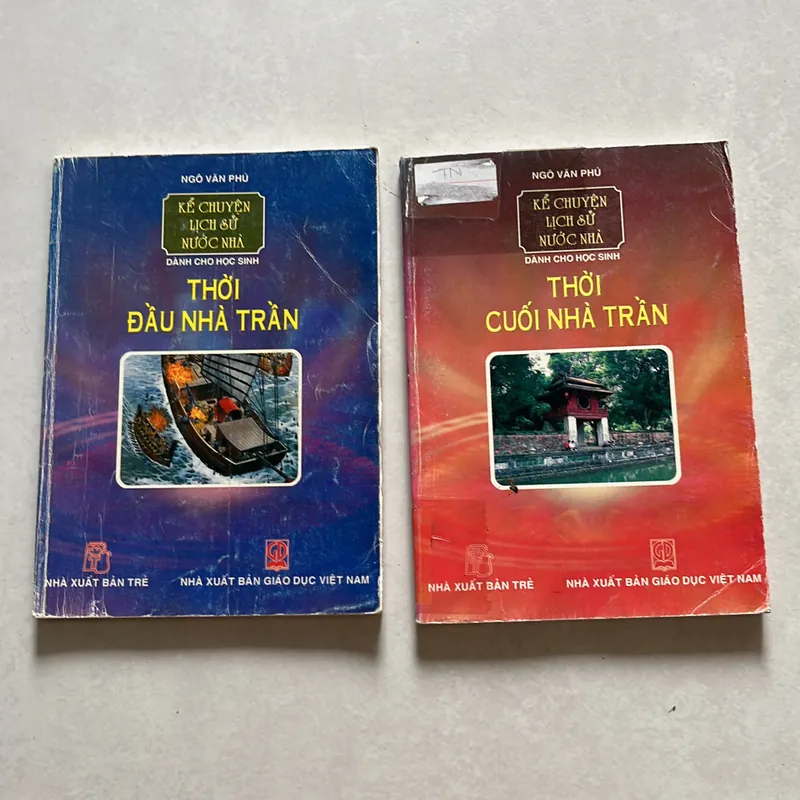 NGÔ VĂN PHÚ
KỂ CHUYỆN
LỊCH SỬ
NƯỚC NHÀ
DÀNH CHO HỌC SINH
THỜI
ĐẦU NHÀ TRẦN
NHÀ XUẤT BẢN TRẺ
NHÀ XUẤT BẢN GIÁO DỤC VIỆT NAM
TN
NGÔ VĂN PHÚ
KỂ CHUYỆN
LỊCH SỬ
NƯỚC NHÀ
DÀNH CHO HỌC SINH
THỜI
CUỐI NHÀ TRẦN
NHÀ XUẤT BẢN TRẺ
NHÀ XUẤT BẢN GIÁO DỤC VIỆT NAM